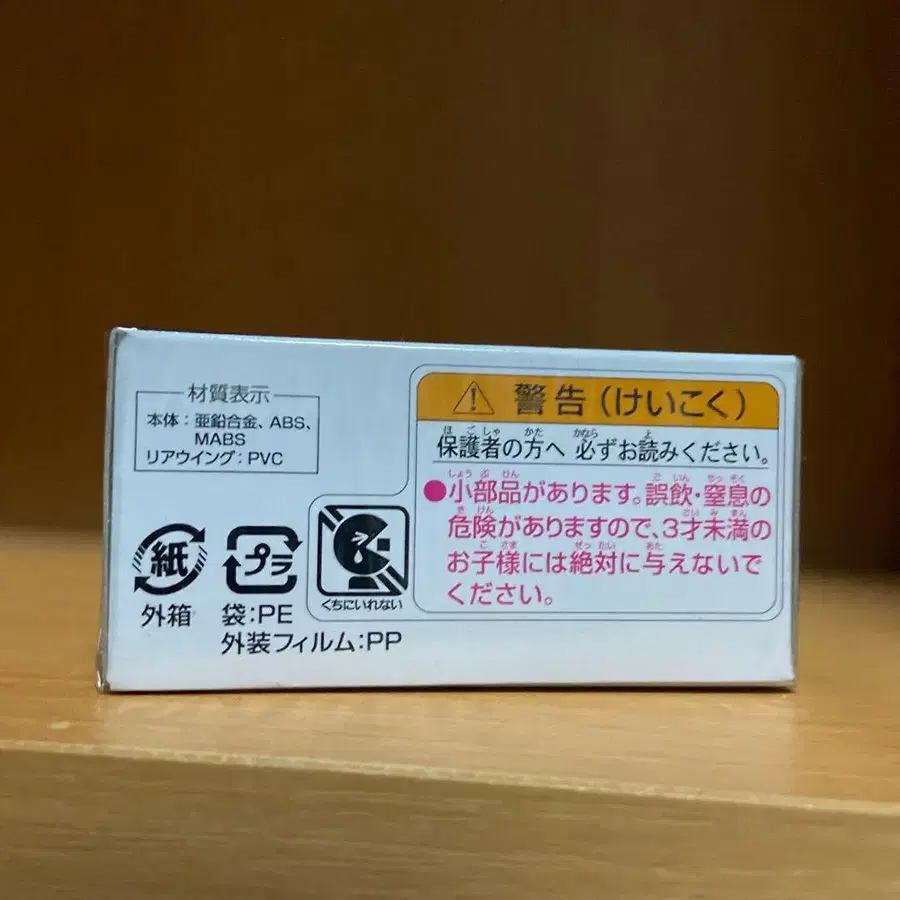 材質表示
本体：亜鉛合金、ABS、
MABS
リアウイング：PVC
紙
外箱
プラ
袋：PE
外装フィルム：PP
くちにいれない
警告（けいこく）
保護者の方へ 必ずお読みください。
●小部品があります。誤飲・窒息の
危険がありますので、3才未満の
お子様には絶対に与えないで
ください。